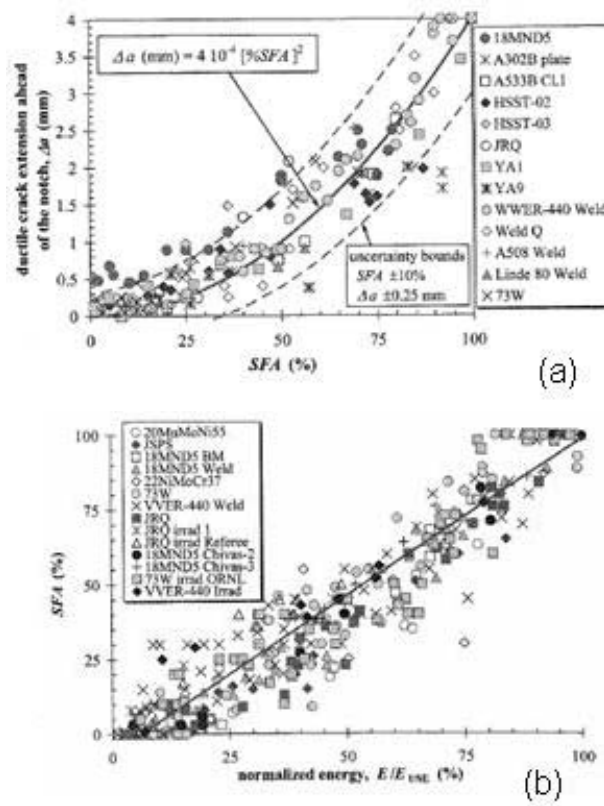 4
3.5
3
2.5
2
1.5
1
0.5
0
0
25
50
75
100
ductile crack extension ahead
of the notch, Δa (mm)
SFA (%)
Δa (mm) = 4 10⁻⁴ [%SFA]²
uncertainty bounds
SFA ±10%
Δa ±0.25 mm
18MND5
A302B plate
A533B CL1
HSST-02
HSST-03
JRQ
YA1
YA9
WWER-440 Weld
Weld Q
A508 Weld
Linde 80 Weld
73W
(a)
100
75
50
25
0
0
25
50
75
100
SFA (%)
normalized energy, E/E USE (%)
20MnMoNi55
JSPS
18MND5 BM
18MND5 Weld
22NiMoCr37
73W
VVER-440 Weld
JRQ
JRQ irrad 1
JRQ irrad Referee
18MND5 Chivas-2
18MND5 Chivas-3
73W irrad ORNL
VVER-440 Irrad
(b)